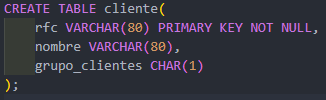 CREATE TABLE cliente(
    rfc VARCHAR(80) PRIMARY KEY NOT NULL,
    nombre VARCHAR(80),
    grupo_clientes CHAR(1)
);